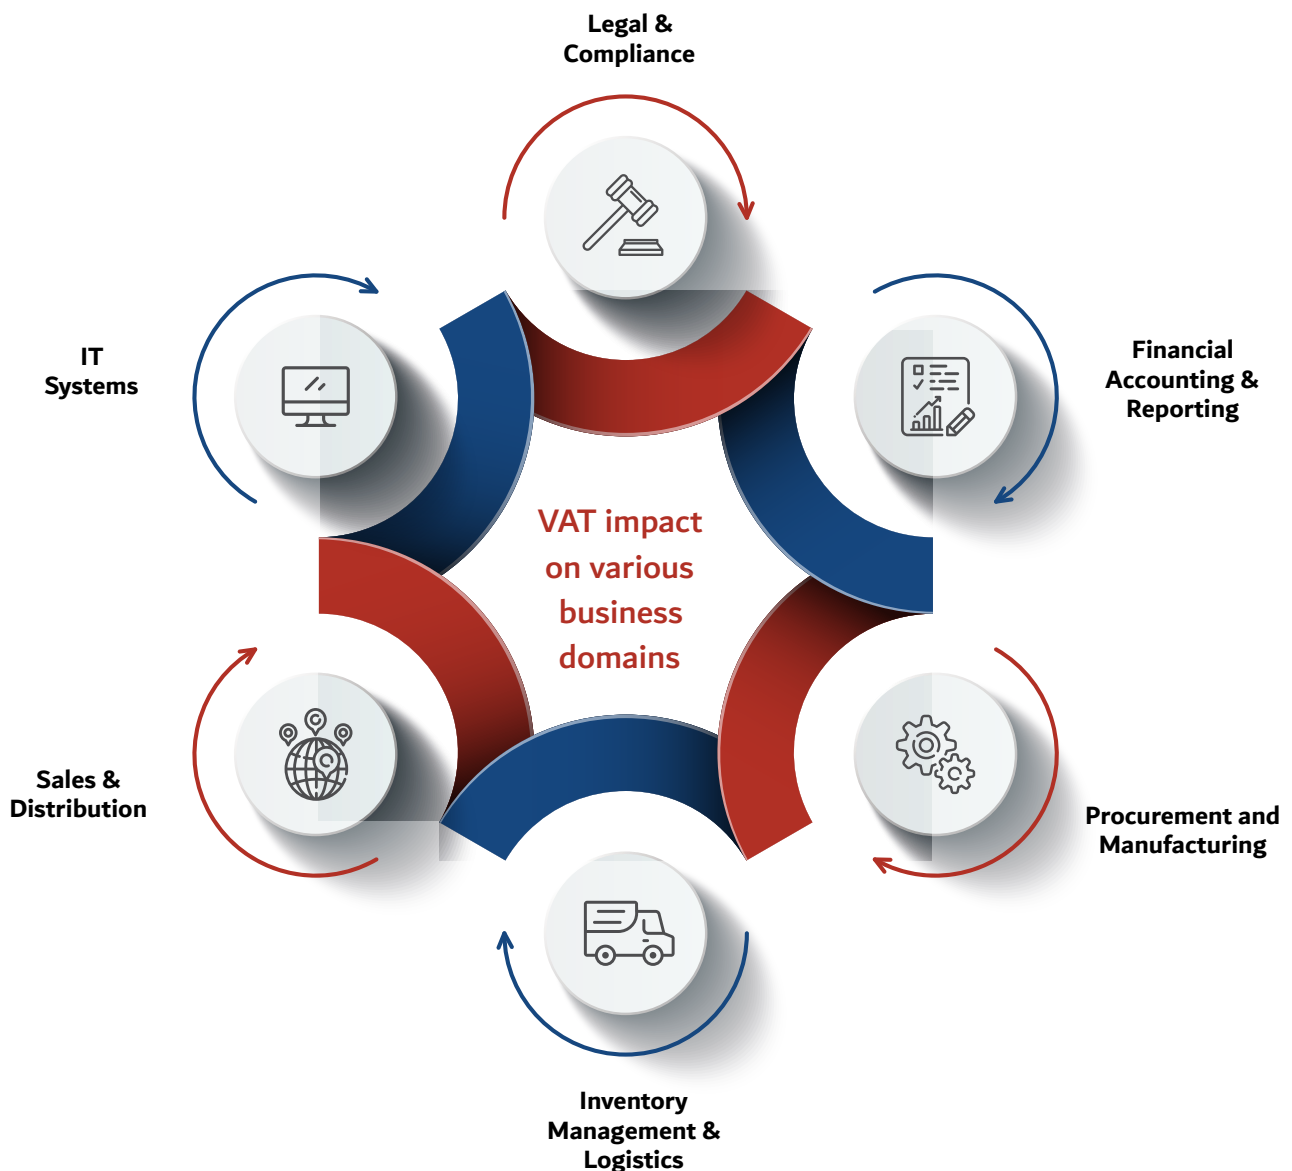 Legal &
Compliance
IT
Systems
Financial
Accounting &
Reporting
VAT impact
on various
business
domains
Sales &
Distribution
Procurement and
Manufacturing
Inventory
Management &
Logistics